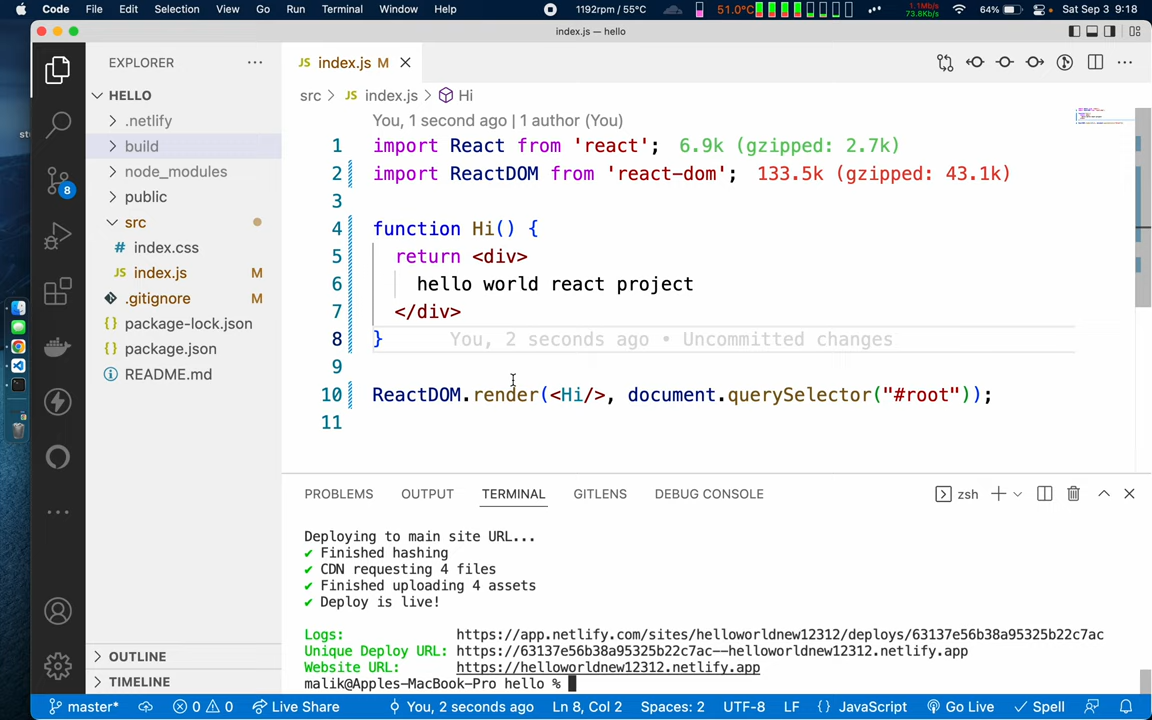 Code File Edit Selection View Go Run Terminal Window Help 1192rpm / 55°C 51.0°C 1.1Mb/s 73.8Kb/s 64% Sat Sep 3 9:18
index.js — hello
EXPLORER
JS index.js M
HELLO
src > JS index.js > Hi
.netlify
build
node_modules
public
src
# index.css
JS index.js M
.gitignore M
{} package-lock.json
{} package.json
README.md
8
You, 1 second ago | 1 author (You)
1 import React from 'react'; 6.9k (gzipped: 2.7k)
2 import ReactDOM from 'react-dom'; 133.5k (gzipped: 43.1k)
3
4 function Hi() {
5 return <div>
6 hello world react project
7 </div>
8 } You, 2 seconds ago • Uncommitted changes
9
10 ReactDOM.render(<Hi/>, document.querySelector("#root"));
11
PROBLEMS OUTPUT TERMINAL GITLENS DEBUG CONSOLE zsh
Deploying to main site URL...
✔ Finished hashing
✔ CDN requesting 4 files
✔ Finished uploading 4 assets
✔ Deploy is live!
Logs: https://app.netlify.com/sites/helloworldnew12312/deploys/63137e56b38a95325b22c7ac
Unique Deploy URL: https://63137e56b38a95325b22c7ac--helloworldnew12312.netlify.app
Website URL: https://helloworldnew12312.netlify.app
malik@Apples-MacBook-Pro hello %
OUTLINE
TIMELINE
master* 0 0 Live Share You, 2 seconds ago Ln 8, Col 2 Spaces: 2 UTF-8 LF {} JavaScript Go Live Spell